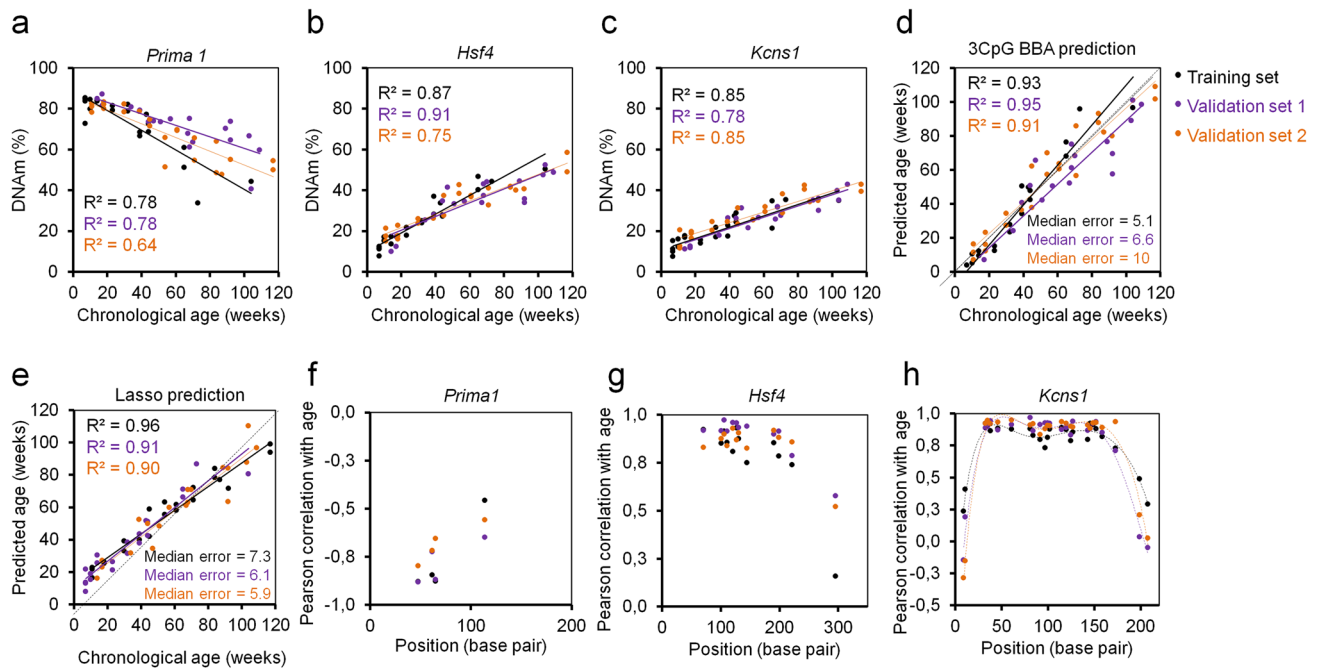 a
Prima 1
DNAm (%)
100
80
60
40
20
0
R² = 0.78
R² = 0.78
R² = 0.64
0 20 40 60 80 100 120
Chronological age (weeks)
b
Hsf4
DNAm (%)
100
80
60
40
20
0
R² = 0.87
R² = 0.91
R² = 0.75
0 20 40 60 80 100 120
Chronological age (weeks)
c
Kcns1
DNAm (%)
100
80
60
40
20
0
R² = 0.85
R² = 0.78
R² = 0.85
0 20 40 60 80 100 120
Chronological age (weeks)
d
3CpG BBA prediction
Predicted age (weeks)
120
100
80
60
40
20
0
R² = 0.93
R² = 0.95
R² = 0.91
Median error = 5.1
Median error = 6.6
Median error = 10
0 20 40 60 80 100 120
Chronological age (weeks)
Training set
Validation set 1
Validation set 2
e
Lasso prediction
Predicted age (weeks)
120
100
80
60
40
20
0
R² = 0.96
R² = 0.91
R² = 0.90
Median error = 7.3
Median error = 6.1
Median error = 5.9
0 20 40 60 80 100 120
Chronological age (weeks)
f
Prima1
Pearson correlation with age
0,0
-0,3
-0,5
-0,8
-1,0
0 100 200
Position (base pair)
g
Hsf4
Pearson correlation with age
1,0
0,8
0,5
0,3
0,0
0 100 200 300
Position (base pair)
h
Kcns1
Pearson correlation with age
1,0
0,8
0,5
0,3
0,0
-0,3
-0,5
0 50 100 150 200
Position (base pair)